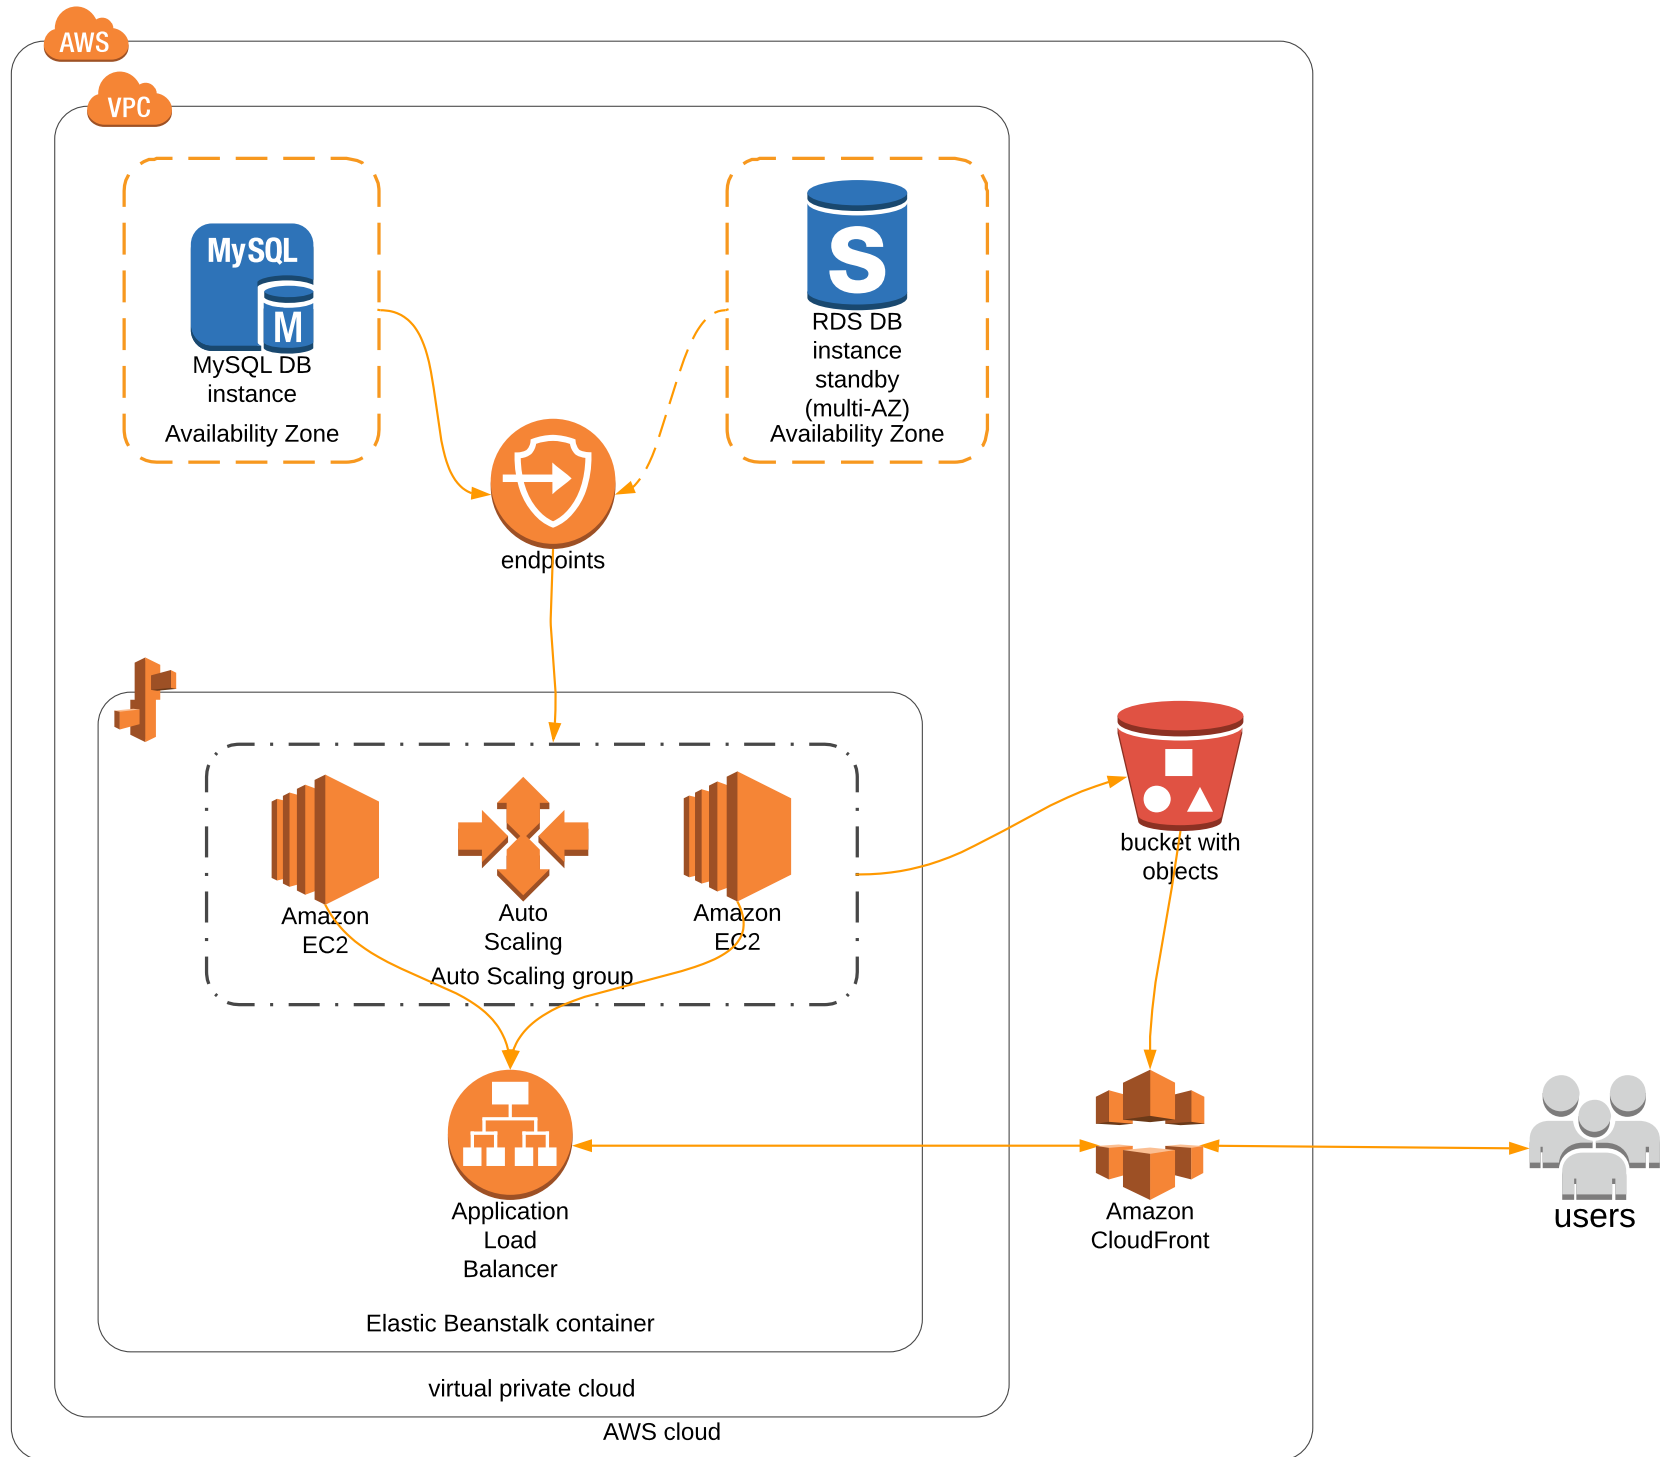 AWS
VPC
MySQL
M
MySQL DB
instance
Availability Zone
S
RDS DB
instance
standby
(multi-AZ)
Availability Zone
endpoints
Amazon
EC2
Auto
Scaling
Amazon
EC2
Auto Scaling group
bucket with
objects
Application
Load
Balancer
Amazon
CloudFront
users
Elastic Beanstalk container
virtual private cloud
AWS cloud